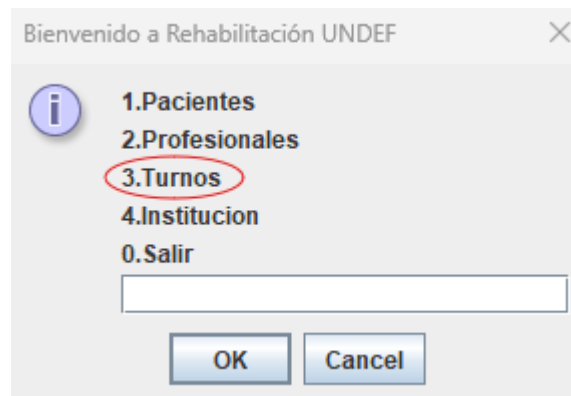 Bienvenido a Rehabilitación UNDEF
1.Pacientes
2.Profesionales
3.Turnos
4.Institucion
0.Salir
OK Cancel